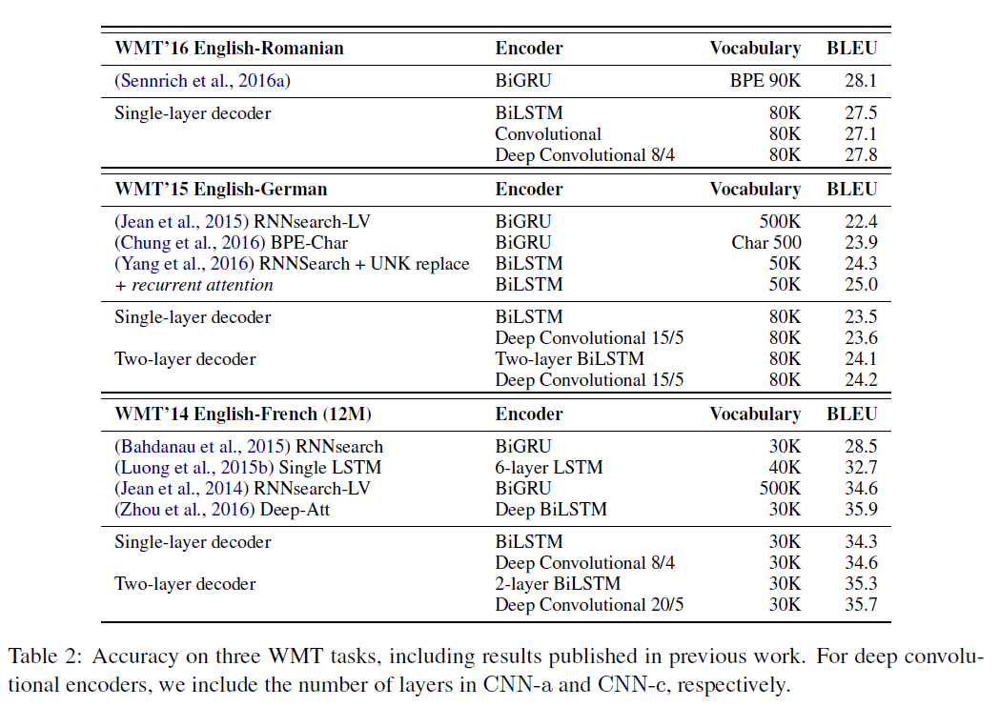 WMT'16 English-Romanian Encoder Vocabulary BLEU
(Sennrich et al., 2016a) BiGRU BPE 90K 28.1
Single-layer decoder BiLSTM 80K 27.5
Convolutional 80K 27.1
Deep Convolutional 8/4 80K 27.8
WMT'15 English-German Encoder Vocabulary BLEU
(Jean et al., 2015) RNNsearch-LV BiGRU 500K 22.4
(Chung et al., 2016) BPE-Char BiGRU Char 500 23.9
(Yang et al., 2016) RNNSearch + UNK replace BiLSTM 50K 24.3
+ recurrent attention BiLSTM 50K 25.0
Single-layer decoder BiLSTM 80K 23.5
Deep Convolutional 15/5 80K 23.6
Two-layer decoder Two-layer BiLSTM 80K 24.1
Deep Convolutional 15/5 80K 24.2
WMT'14 English-French (12M) Encoder Vocabulary BLEU
(Bahdanau et al., 2015) RNNsearch BiGRU 30K 28.5
(Luong et al., 2015b) Single LSTM 6-layer LSTM 40K 32.7
(Jean et al., 2014) RNNsearch-LV BiGRU 500K 34.6
(Zhou et al., 2016) Deep-Att Deep BiLSTM 30K 35.9
Single-layer decoder BiLSTM 30K 34.3
Deep Convolutional 8/4 30K 34.6
Two-layer decoder 2-layer BiLSTM 30K 35.3
Deep Convolutional 20/5 30K 35.7
Table 2: Accuracy on three WMT tasks, including results published in previous work. For deep convolu-
tional encoders, we include the number of layers in CNN-a and CNN-c, respectively.